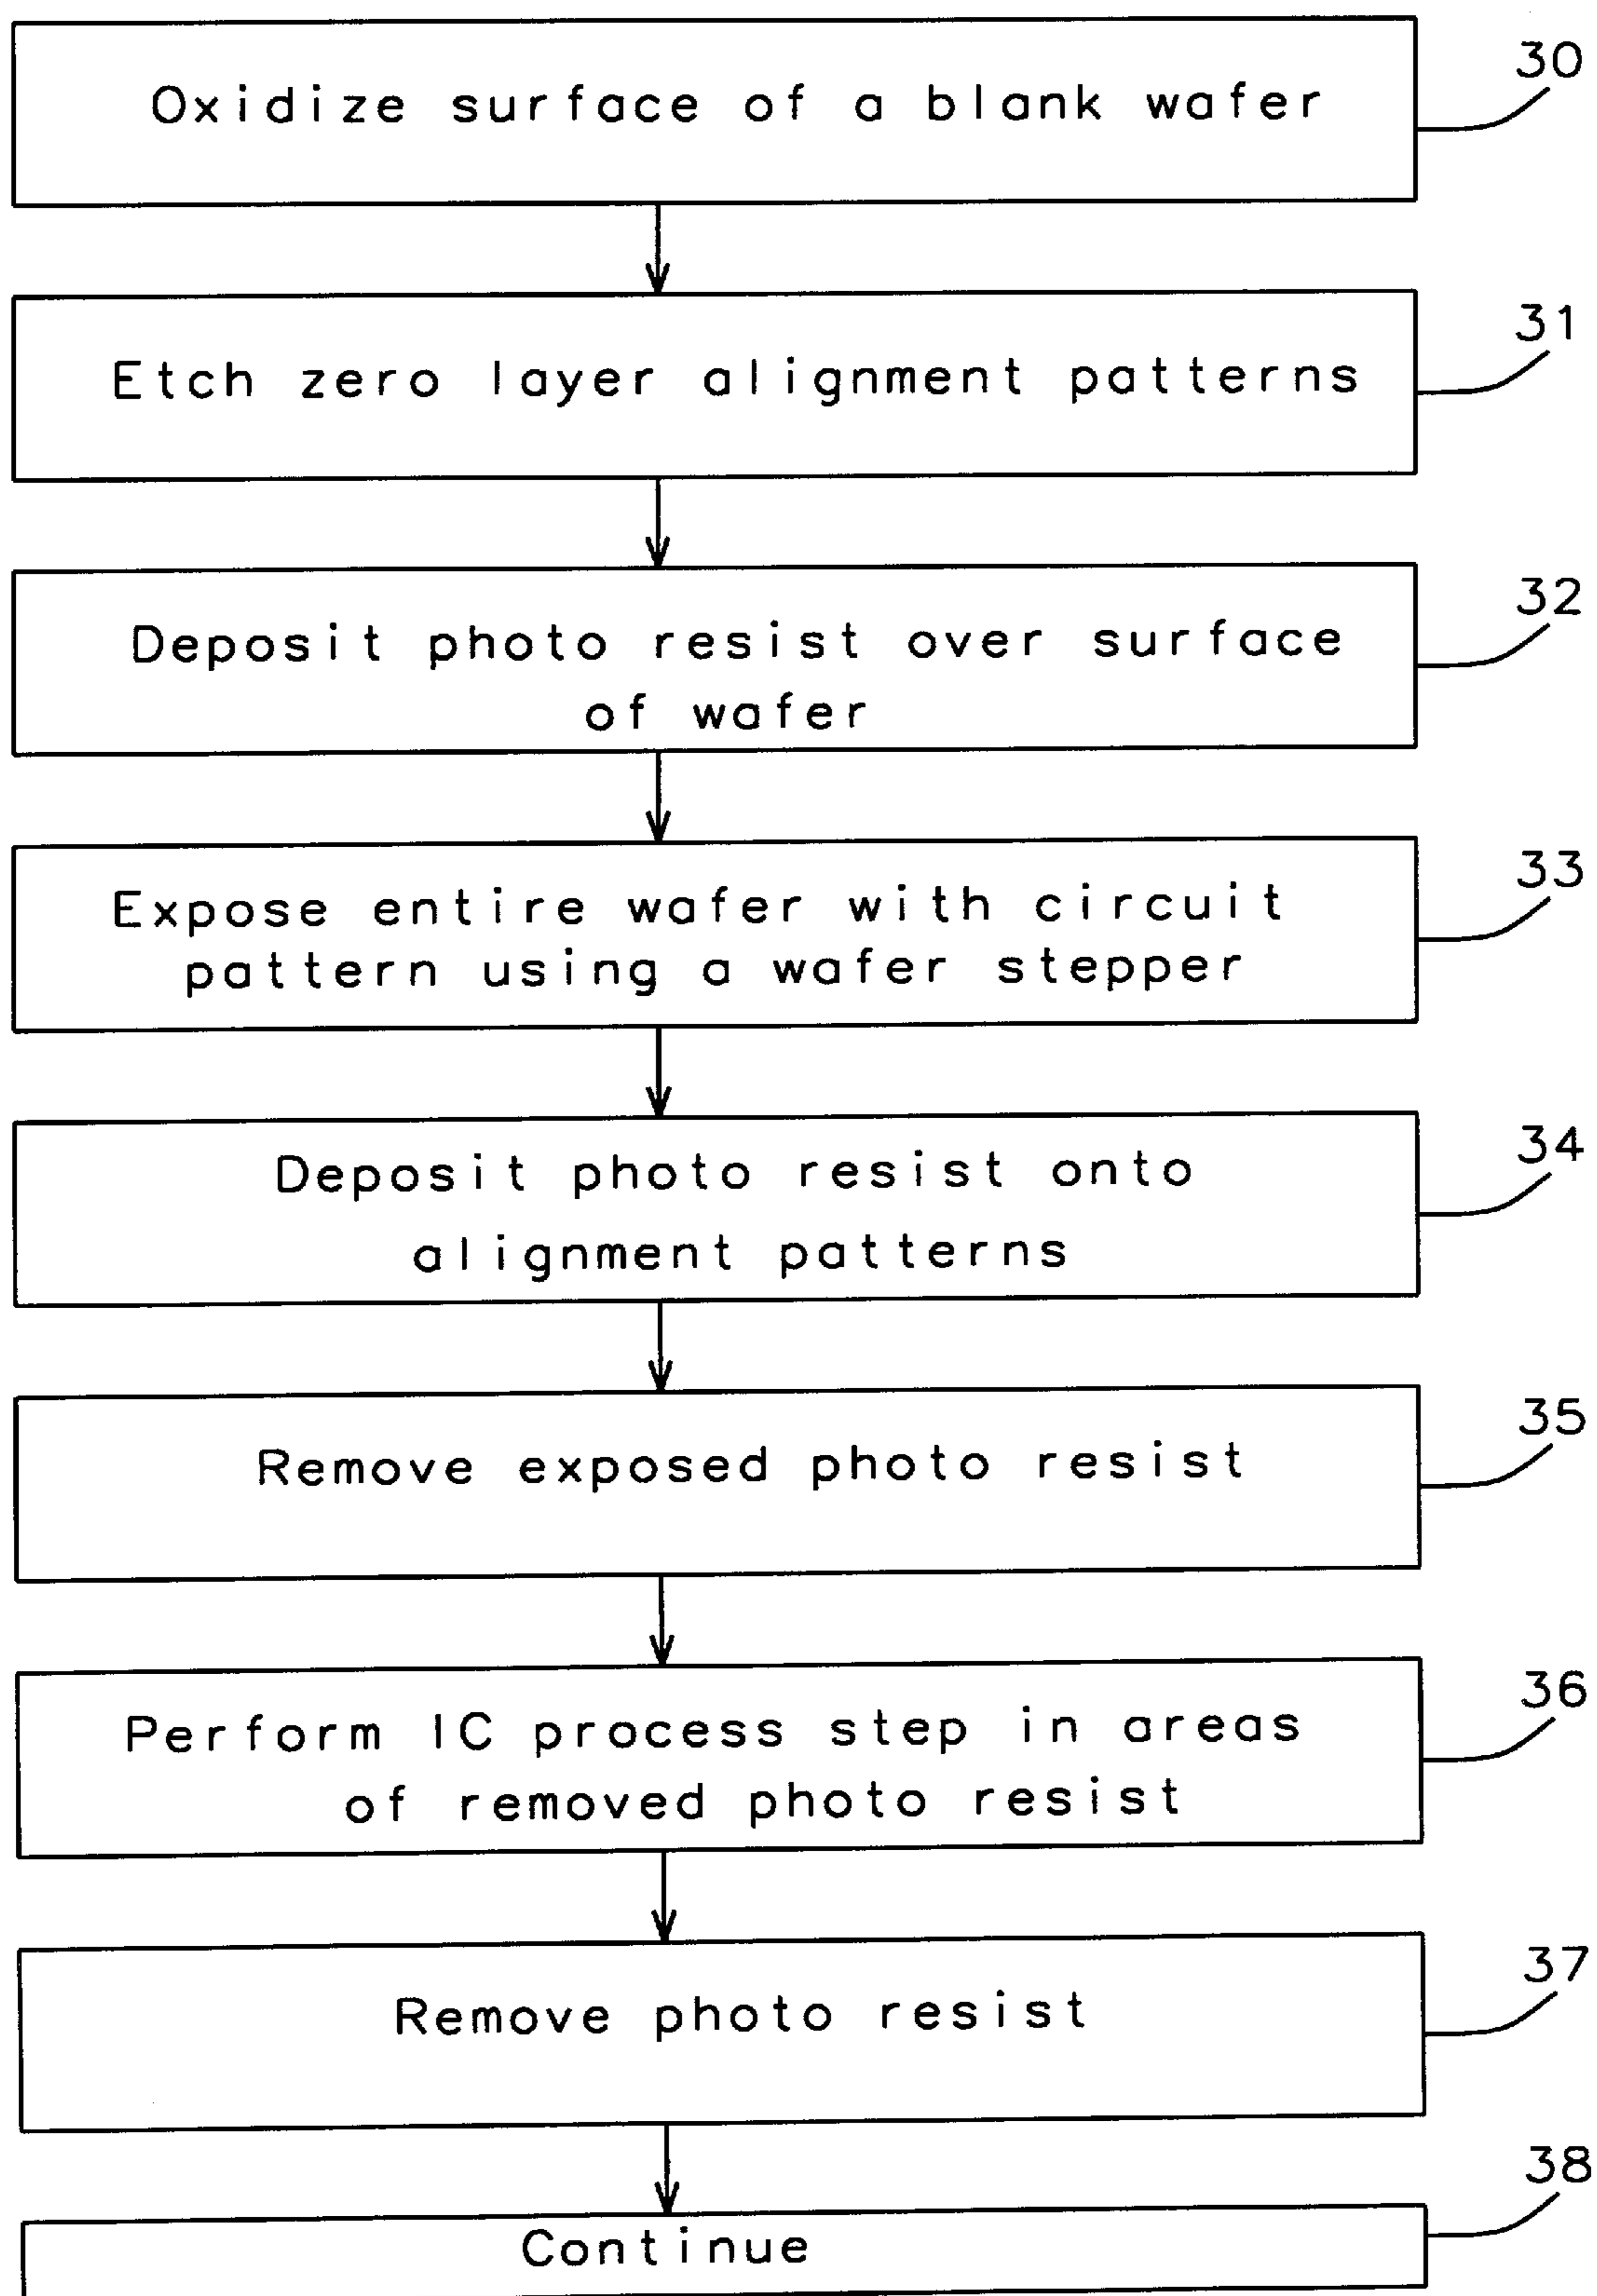 30
Oxidize surface of a blank wafer
31
Etch zero layer alignment patterns
32
Deposit photo resist over surface
of wafer
33
Expose entire wafer with circuit
pattern using a wafer stepper
34
Deposit photo resist onto
alignment patterns
35
Remove exposed photo resist
36
Perform IC process step in areas
of removed photo resist
37
Remove photo resist
38
Continue